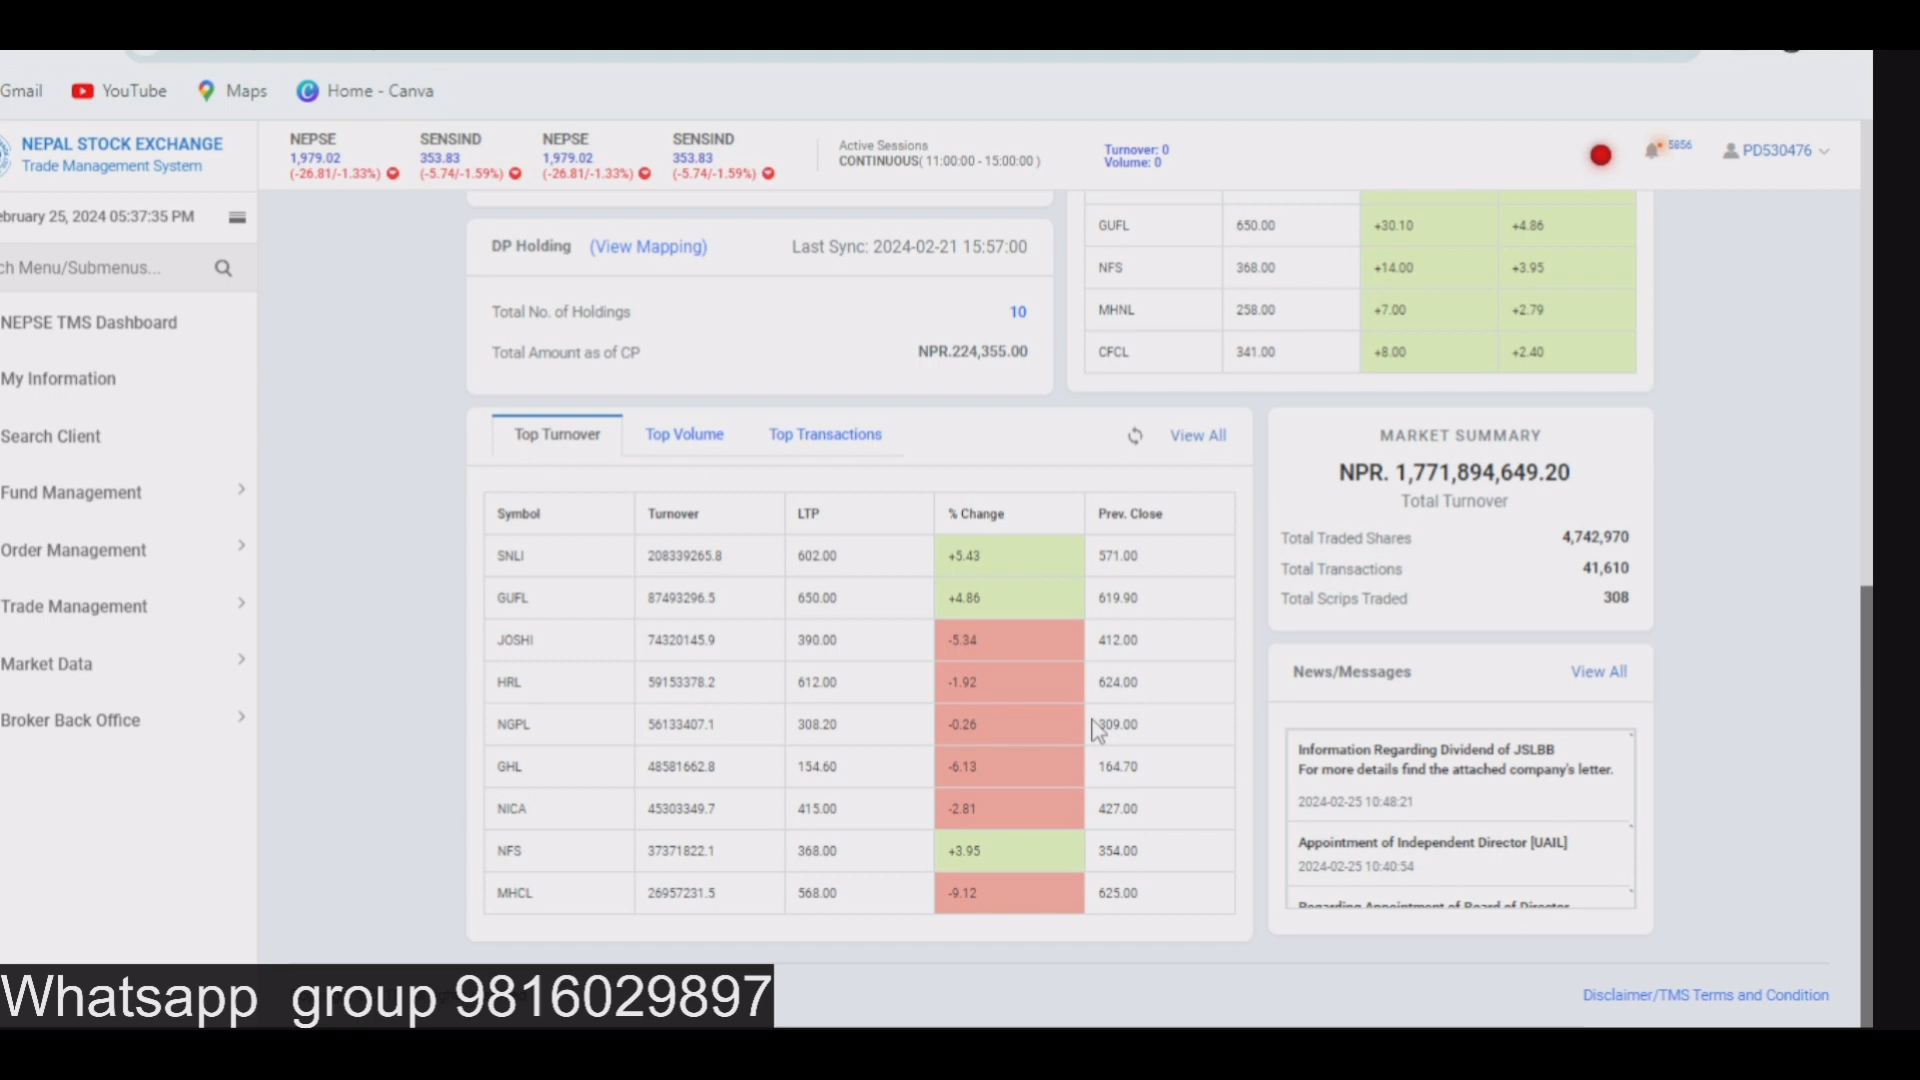 Gmail
YouTube
Maps
Home - Canva
NEPAL STOCK EXCHANGE
Trade Management System
NEPSE
1,979.02
(-26.81/-1.33%)
SENSIND
353.83
(-5.74/-1.59%)
NEPSE
1,979.02
(-26.81/-1.33%)
SENSIND
353.83
(-5.74/-1.59%)
Active Sessions
CONTINUOUS( 11:00:00 - 15:00:00 )
Turnover: 0
Volume: 0
5856
PD530476
ebruary 25, 2024 05:37:35 PM
ch Menu/Submenus...
NEPSE TMS Dashboard
My Information
Search Client
Fund Management
Order Management
Trade Management
Market Data
Broker Back Office
DP Holding (View Mapping) Last Sync: 2024-02-21 15:57:00
Total No. of Holdings 10
Total Amount as of CP NPR.224,355.00
GUFL 650.00 +30.10 +4.86
NFS 368.00 +14.00 +3.95
MHNL 258.00 +7.00 +2.79
CFCL 341.00 +8.00 +2.40
Top Turnover Top Volume Top Transactions View All
Symbol Turnover LTP % Change Prev. Close
SNLI 208339265.8 602.00 +5.43 571.00
GUFL 87493296.5 650.00 +4.86 619.90
JOSHI 74320145.9 390.00 -5.34 412.00
HRL 59153378.2 612.00 -1.92 624.00
NGPL 56133407.1 308.20 -0.26 309.00
GHL 48581662.8 154.60 -6.13 164.70
NICA 45303349.7 415.00 -2.81 427.00
NFS 37371822.1 368.00 +3.95 354.00
MHCL 26957231.5 568.00 -9.12 625.00
MARKET SUMMARY
NPR. 1,771,894,649.20
Total Turnover
Total Traded Shares 4,742,970
Total Transactions 41,610
Total Scrips Traded 308
News/Messages View All
Information Regarding Dividend of JSLBB
For more details find the attached company's letter.
2024-02-25 10:48:21
Appointment of Independent Director [UAIL]
2024-02-25 10:40:54
Regarding Appointment of Board of Director
Whatsapp group 9816029897
Disclaimer/TMS Terms and Condition